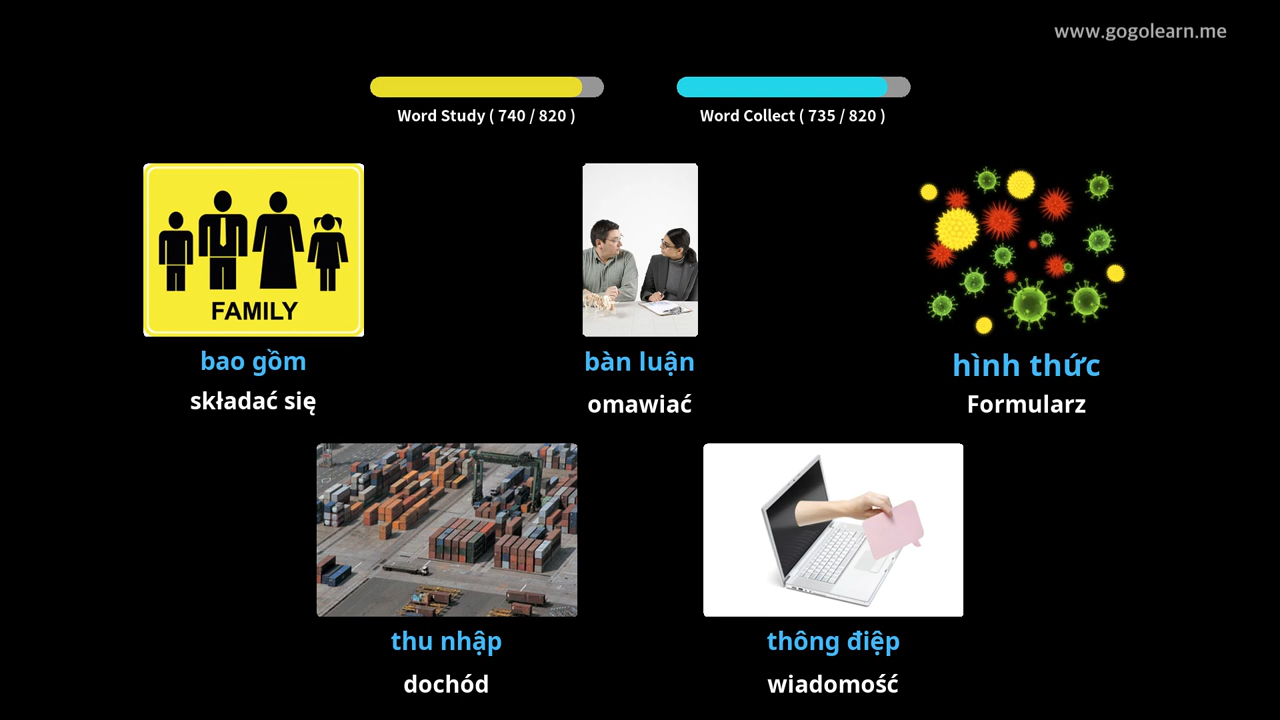 www.gogolearn.me
Word Study ( 740 / 820 )
Word Collect ( 735 / 820 )
FAMILY
bao gồm
składać się
bàn luận
omawiać
hình thức
Formularz
thu nhập
dochód
thông điệp
wiadomość